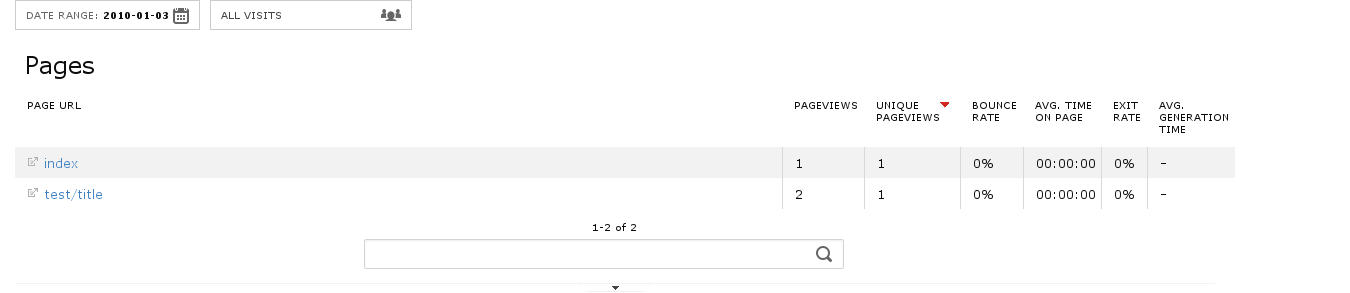 DATE RANGE: 2010-01-03 ALL VISITS
Pages
PAGE URL PAGEVIEWS UNIQUE PAGEVIEWS BOUNCE RATE AVG. TIME ON PAGE EXIT RATE AVG. GENERATION TIME
index 1 1 0% 00:00:00 0% -
test/title 2 1 0% 00:00:00 0% -
1-2 of 2